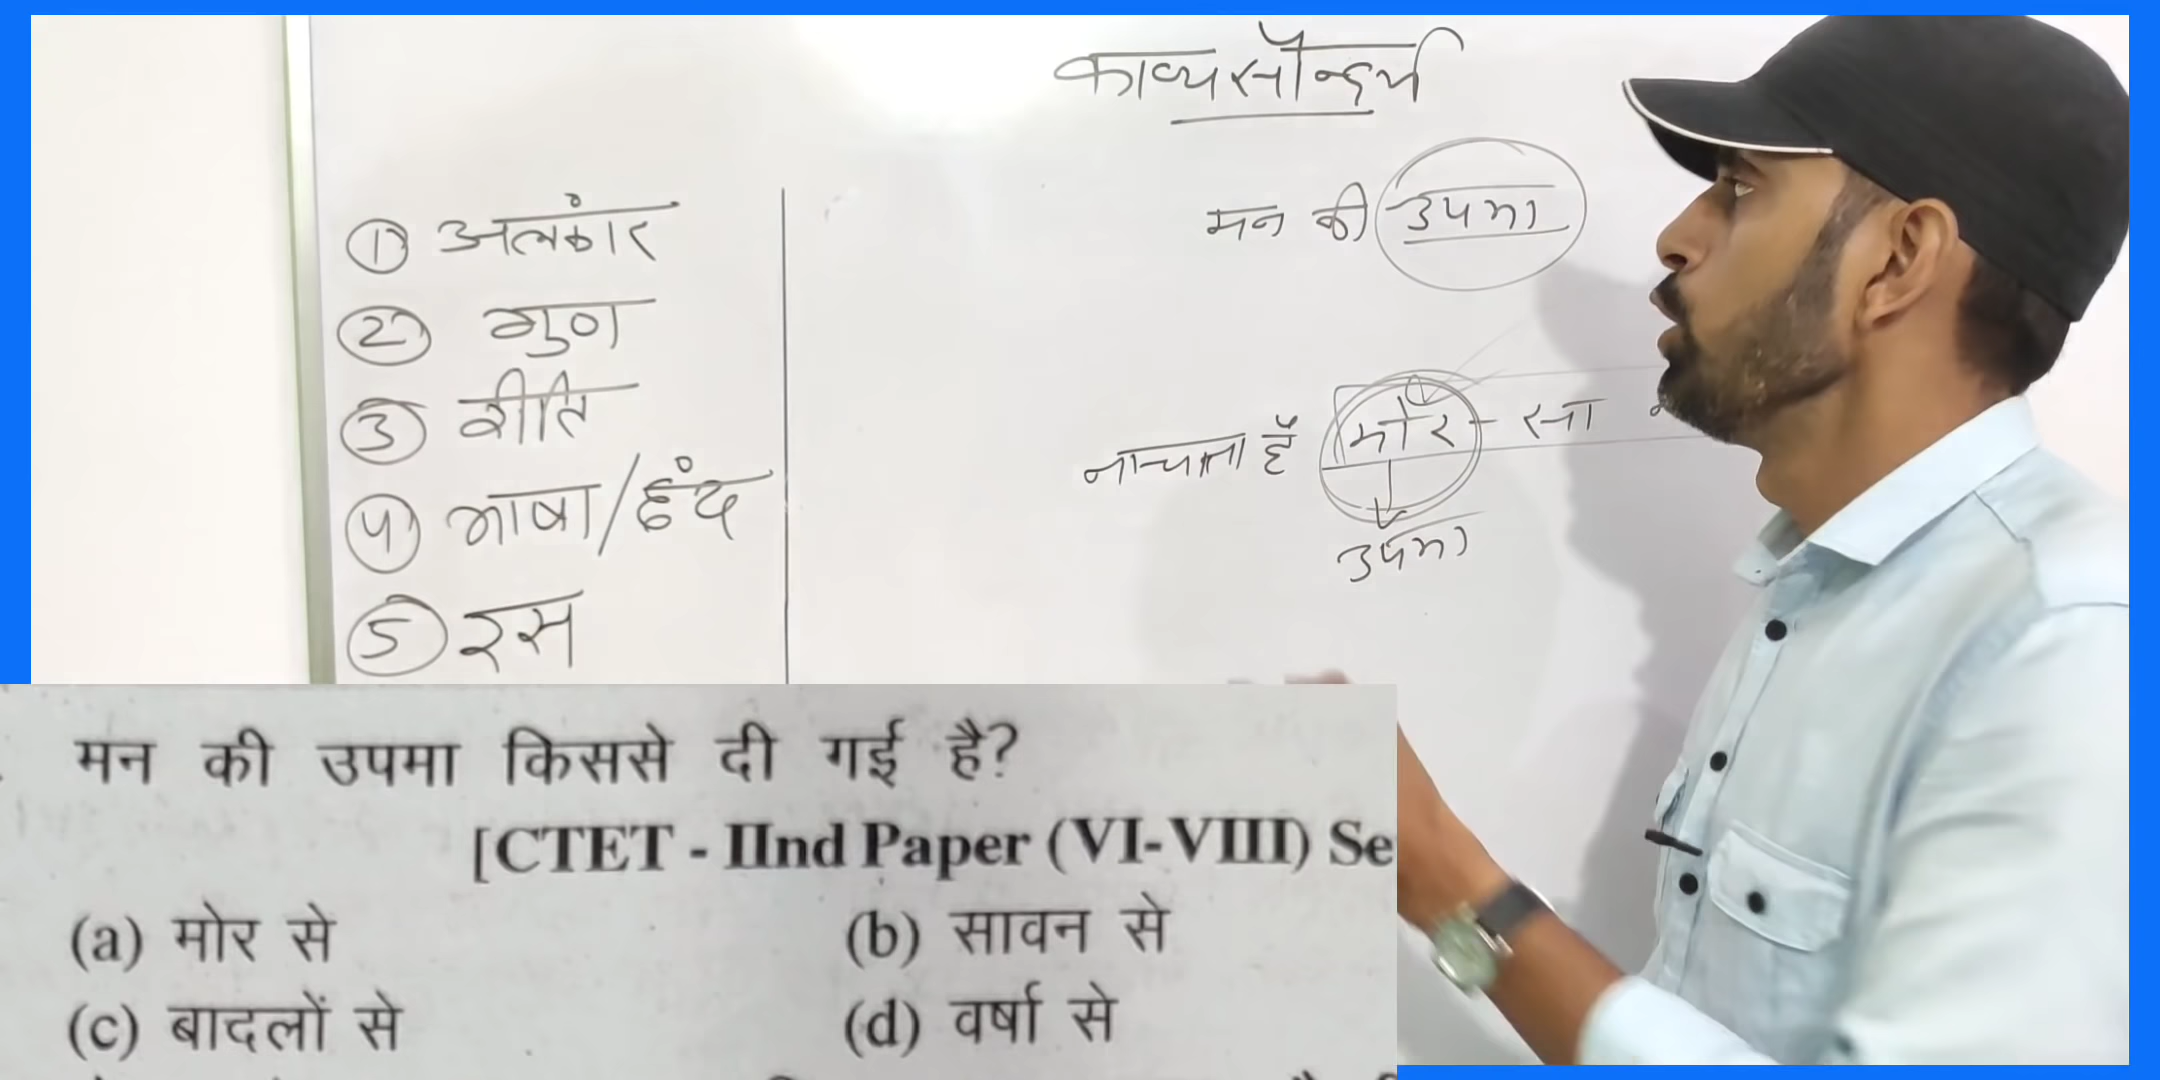 काव्य सौन्दर्य
① अलंकार
② गुण
③ रीति
④ भाषा/छंद
⑤ रस
मन की उपमा
नाचता है मोर-सा
उपमा
मन की उपमा किससे दी गई है?
[CTET - IInd Paper (VI-VIII) Se
(a) मोर से
(b) सावन से
(c) बादलों से
(d) वर्षा से